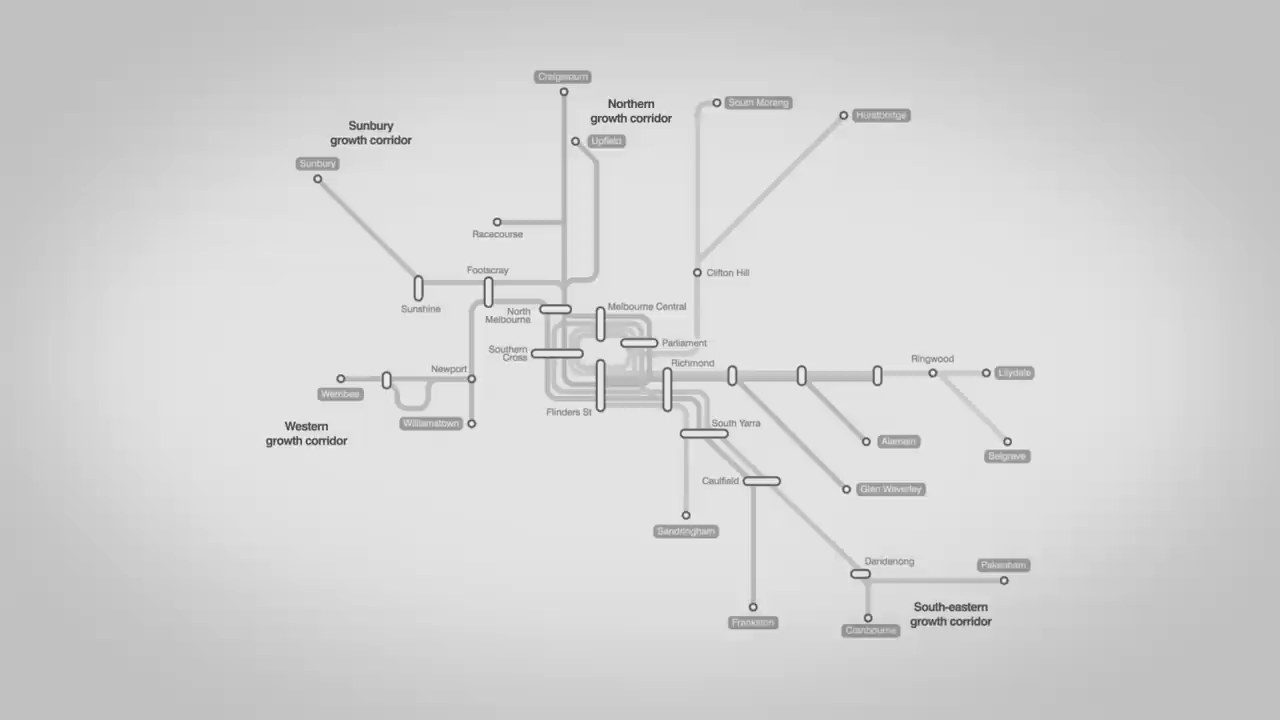 Craigieburn
Northern
growth corridor
South Morang
Hurstbridge
Sunbury
growth corridor
Upfield
Sunbury
Racecourse
Footscray
Clifton Hill
Sunshine
North
Melbourne
Melbourne Central
Southern
Cross
Parliament
Richmond
Ringwood
Lilydale
Newport
Werribee
Flinders St
Williamstown
Western
growth corridor
South Yarra
Alamein
Belgrave
Caulfield
Glen Waverley
Sandringham
Dandenong
Pakenham
South-eastern
growth corridor
Frankston
Cranbourne